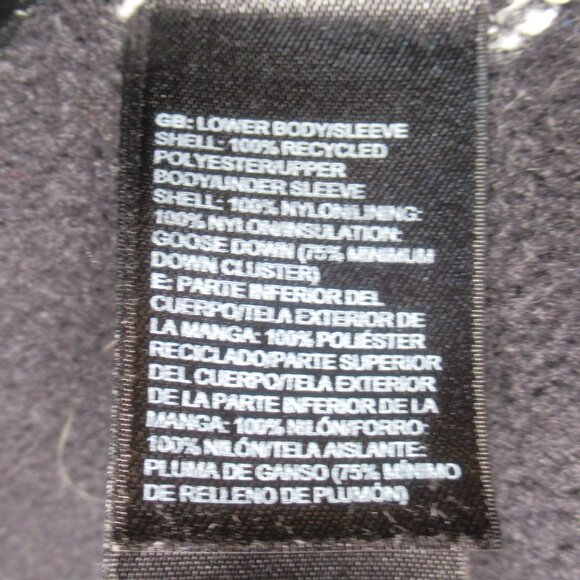 GB: LOWER BODY/SLEEVE
SHELL: 100% RECYCLED
POLYESTER/UPPER
BODY/UNDER SLEEVE
SHELL: 100% NYLON/LINING:
100% NYLON/INSULATION:
GOOSE DOWN (75% MINIMUM
DOWN CLUSTER)
E: PARTE INFERIOR DEL
CUERPO/TELA EXTERIOR DE
LA MANGA: 100% POLIÉSTER
RECICLADO/PARTE SUPERIOR
DEL CUERPO/TELA EXTERIOR
DE LA PARTE INFERIOR DE LA
MANGA: 100% NILÓN/FORRO:
100% NILÓN/TELA AISLANTE:
PLUMA DE GANSO (75% MÍNIMO
DE RELLENO DE PLUMÓN)